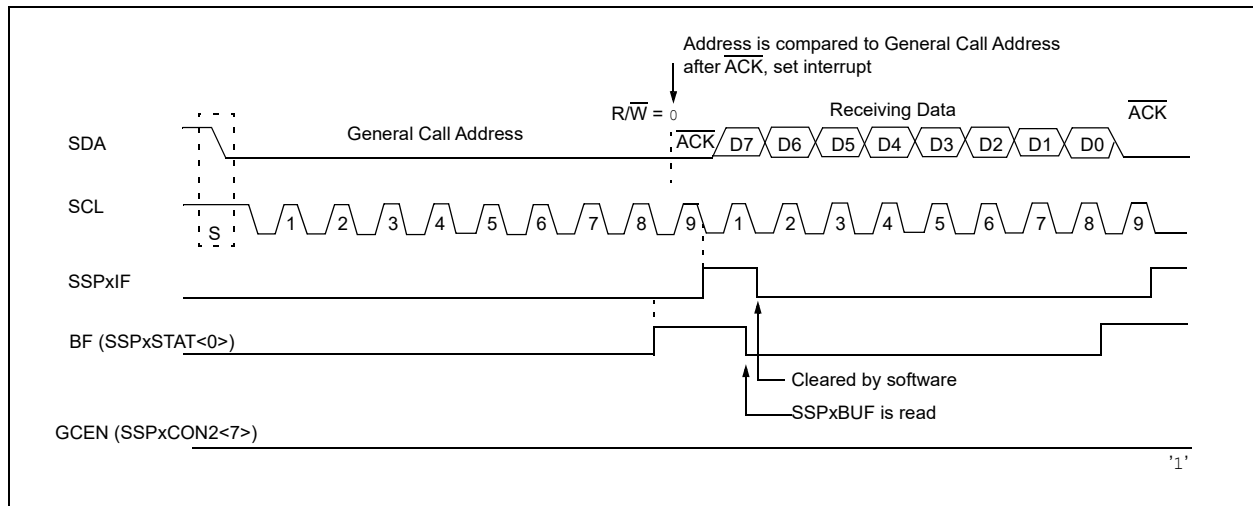 Address is compared to General Call Address
after A̅C̅K̅, set interrupt
R/W̅ = 0
Receiving Data
A̅C̅K̅
General Call Address
SDA
A̅C̅K̅ D7 D6 D5 D4 D3 D2 D1 D0
SCL
S
1 2 3 4 5 6 7 8 9 1 2 3 4 5 6 7 8 9
SSPxIF
BF (SSPxSTAT<0>)
Cleared by software
SSPxBUF is read
GCEN (SSPxCON2<7>)
'1'